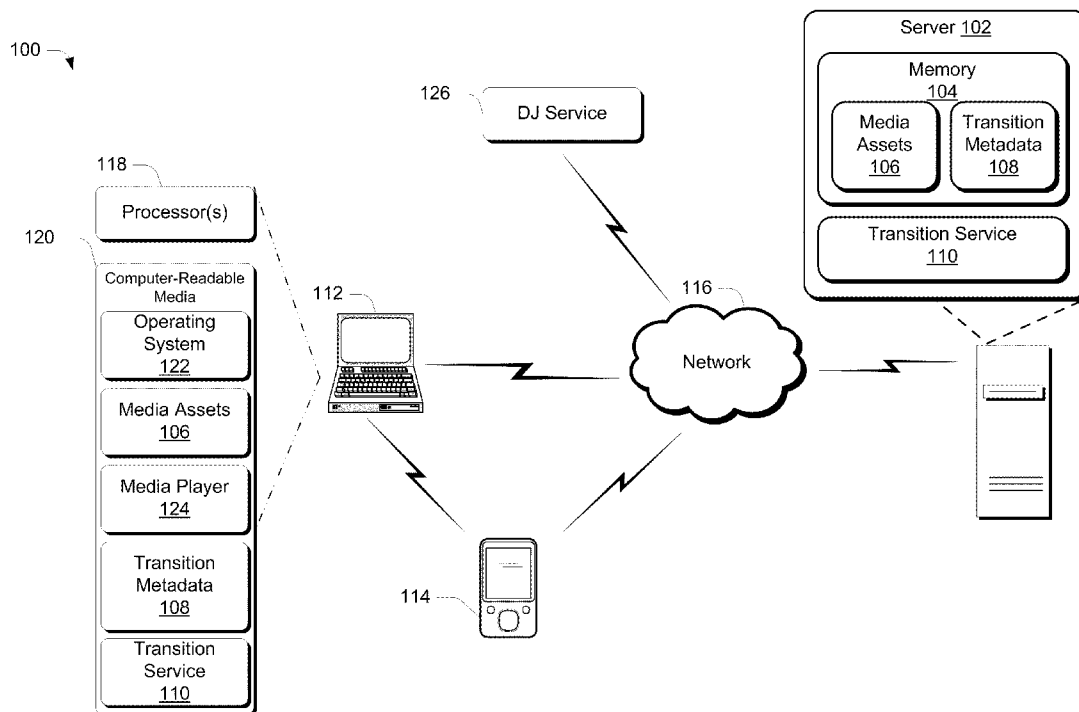 100
Server 102
Memory
104
Media
Assets
106
Transition
Metadata
108
Transition Service
110
126
DJ Service
118
Processor(s)
120
Computer-Readable
Media
Operating
System
122
Media Assets
106
Media Player
124
Transition
Metadata
108
Transition
Service
110
112
116
Network
114